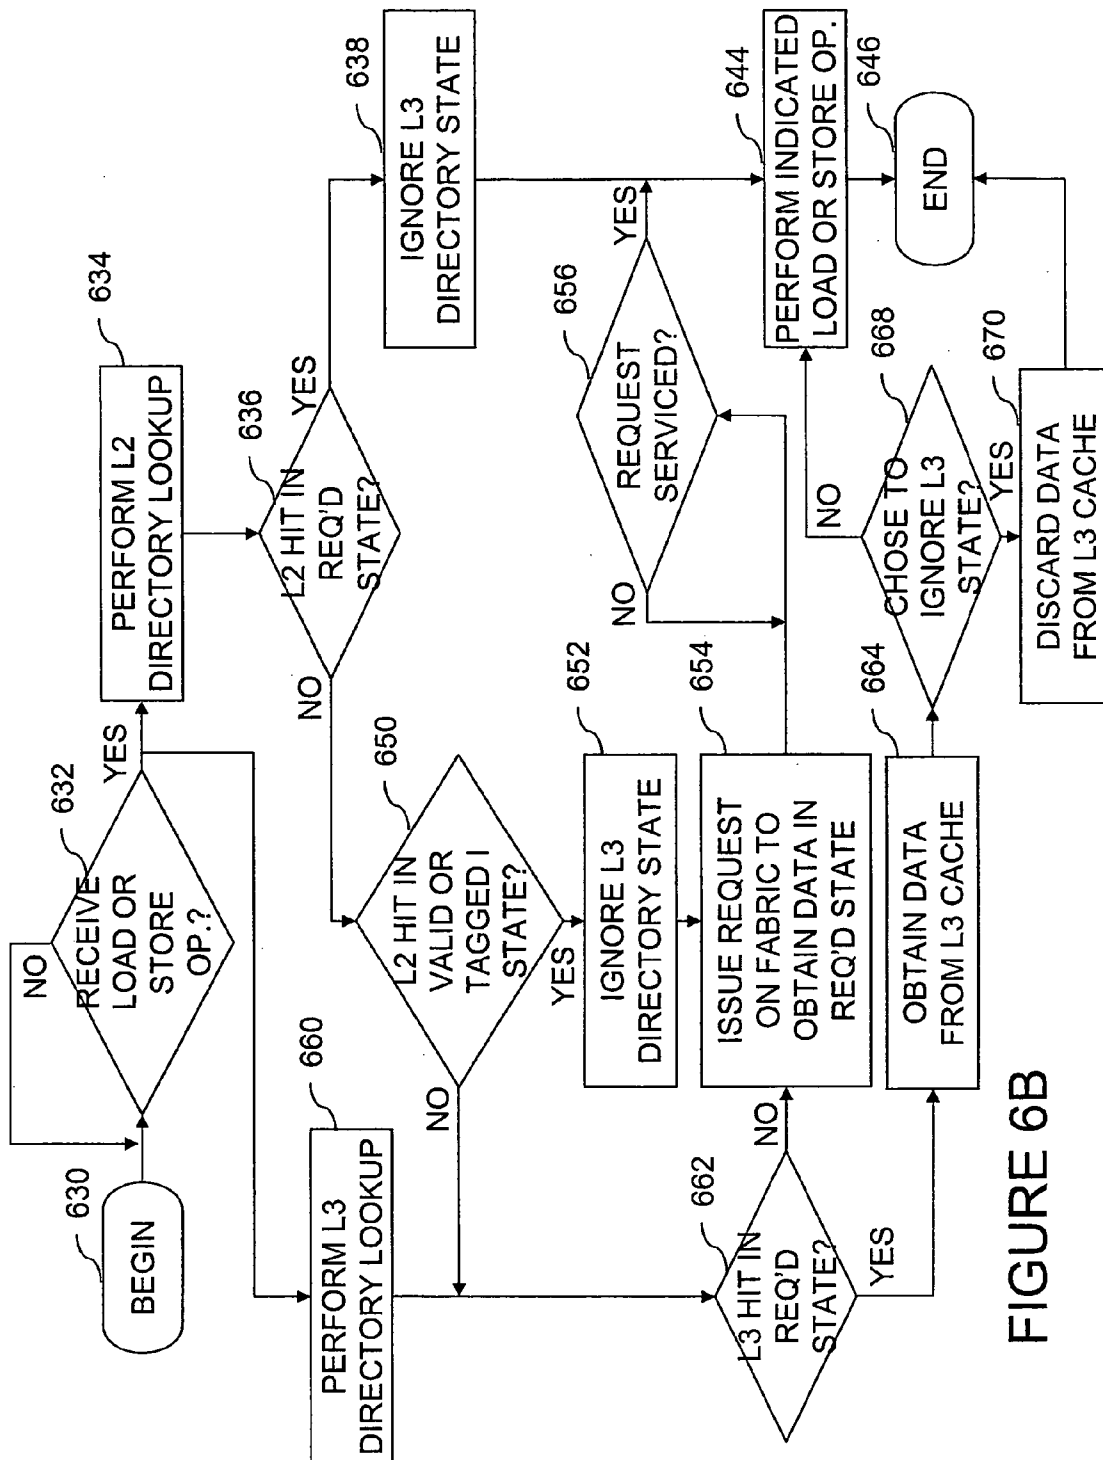 630
BEGIN
NO
632
RECEIVE
LOAD OR
STORE
OP.?
YES
634
PERFORM L2
DIRECTORY LOOKUP
636
L2 HIT IN
REQ'D
STATE?
YES
NO
638
IGNORE L3
DIRECTORY STATE
650
L2 HIT IN
VALID OR
TAGGED I
STATE?
YES
NO
652
IGNORE L3
DIRECTORY STATE
654
ISSUE REQUEST
ON FABRIC TO
OBTAIN DATA IN
REQ'D STATE
656
REQUEST
SERVICED?
YES
NO
644
PERFORM INDICATED
LOAD OR STORE OP.
646
END
660
PERFORM L3
DIRECTORY LOOKUP
662
L3 HIT IN
REQ'D
STATE?
NO
YES
664
OBTAIN DATA
FROM L3 CACHE
668
CHOSE TO
IGNORE L3
STATE?
NO
YES
670
DISCARD DATA
FROM L3 CACHE
FIGURE 6B